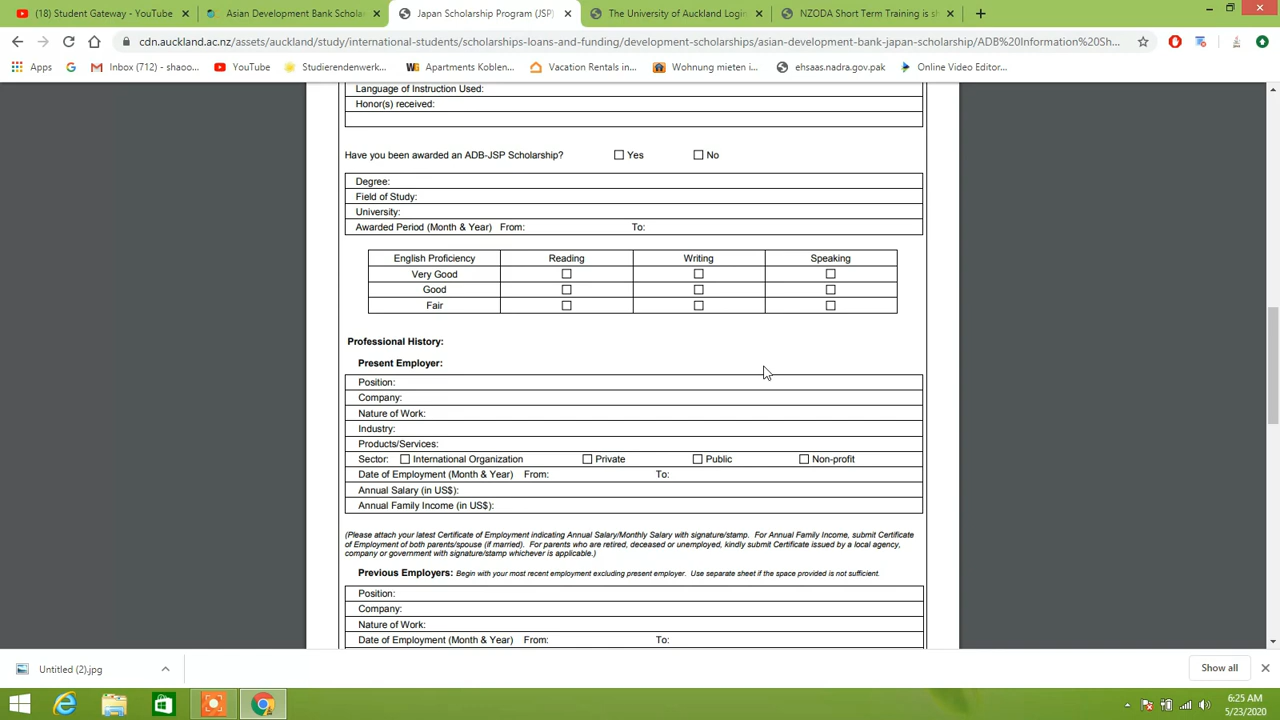 (18) Student Gateway - YouTube
Asian Development Bank Scholar
Japan Scholarship Program (JSP)
The University of Auckland Login
NZODA Short Term Training is sh
cdn.auckland.ac.nz/assets/auckland/study/international-students/scholarships-loans-and-funding/development-scholarships/asian-development-bank-japan-scholarship/ADB%20Information%20Sh...
Apps
Inbox (712) - shaoo...
YouTube
Studierendenwerk...
Apartments Koblen...
Vacation Rentals in...
Wohnung mieten i...
ehsaas.nadra.gov.pak
Online Video Editor...
Language of Instruction Used:
Honor(s) received:
Have you been awarded an ADB-JSP Scholarship? Yes No
Degree:
Field of Study:
University:
Awarded Period (Month & Year) From: To:
English Proficiency Reading Writing Speaking
Very Good
Good
Fair
Professional History:
Present Employer:
Position:
Company:
Nature of Work:
Industry:
Products/Services:
Sector: International Organization Private Public Non-profit
Date of Employment (Month & Year) From: To:
Annual Salary (in US$):
Annual Family Income (in US$):
(Please attach your latest Certificate of Employment indicating Annual Salary/Monthly Salary with signature/stamp. For Annual Family Income, submit Certificate
of Employment of both parents/spouse (if married). For parents who are retired, deceased or unemployed, kindly submit Certificate issued by a local agency,
company or government with signature/stamp whichever is applicable.)
Previous Employers: Begin with your most recent employment excluding present employer. Use separate sheet if the space provided is not sufficient.
Position:
Company:
Nature of Work:
Date of Employment (Month & Year) From: To:
Untitled (2).jpg
Show all
6:25 AM
5/23/2020